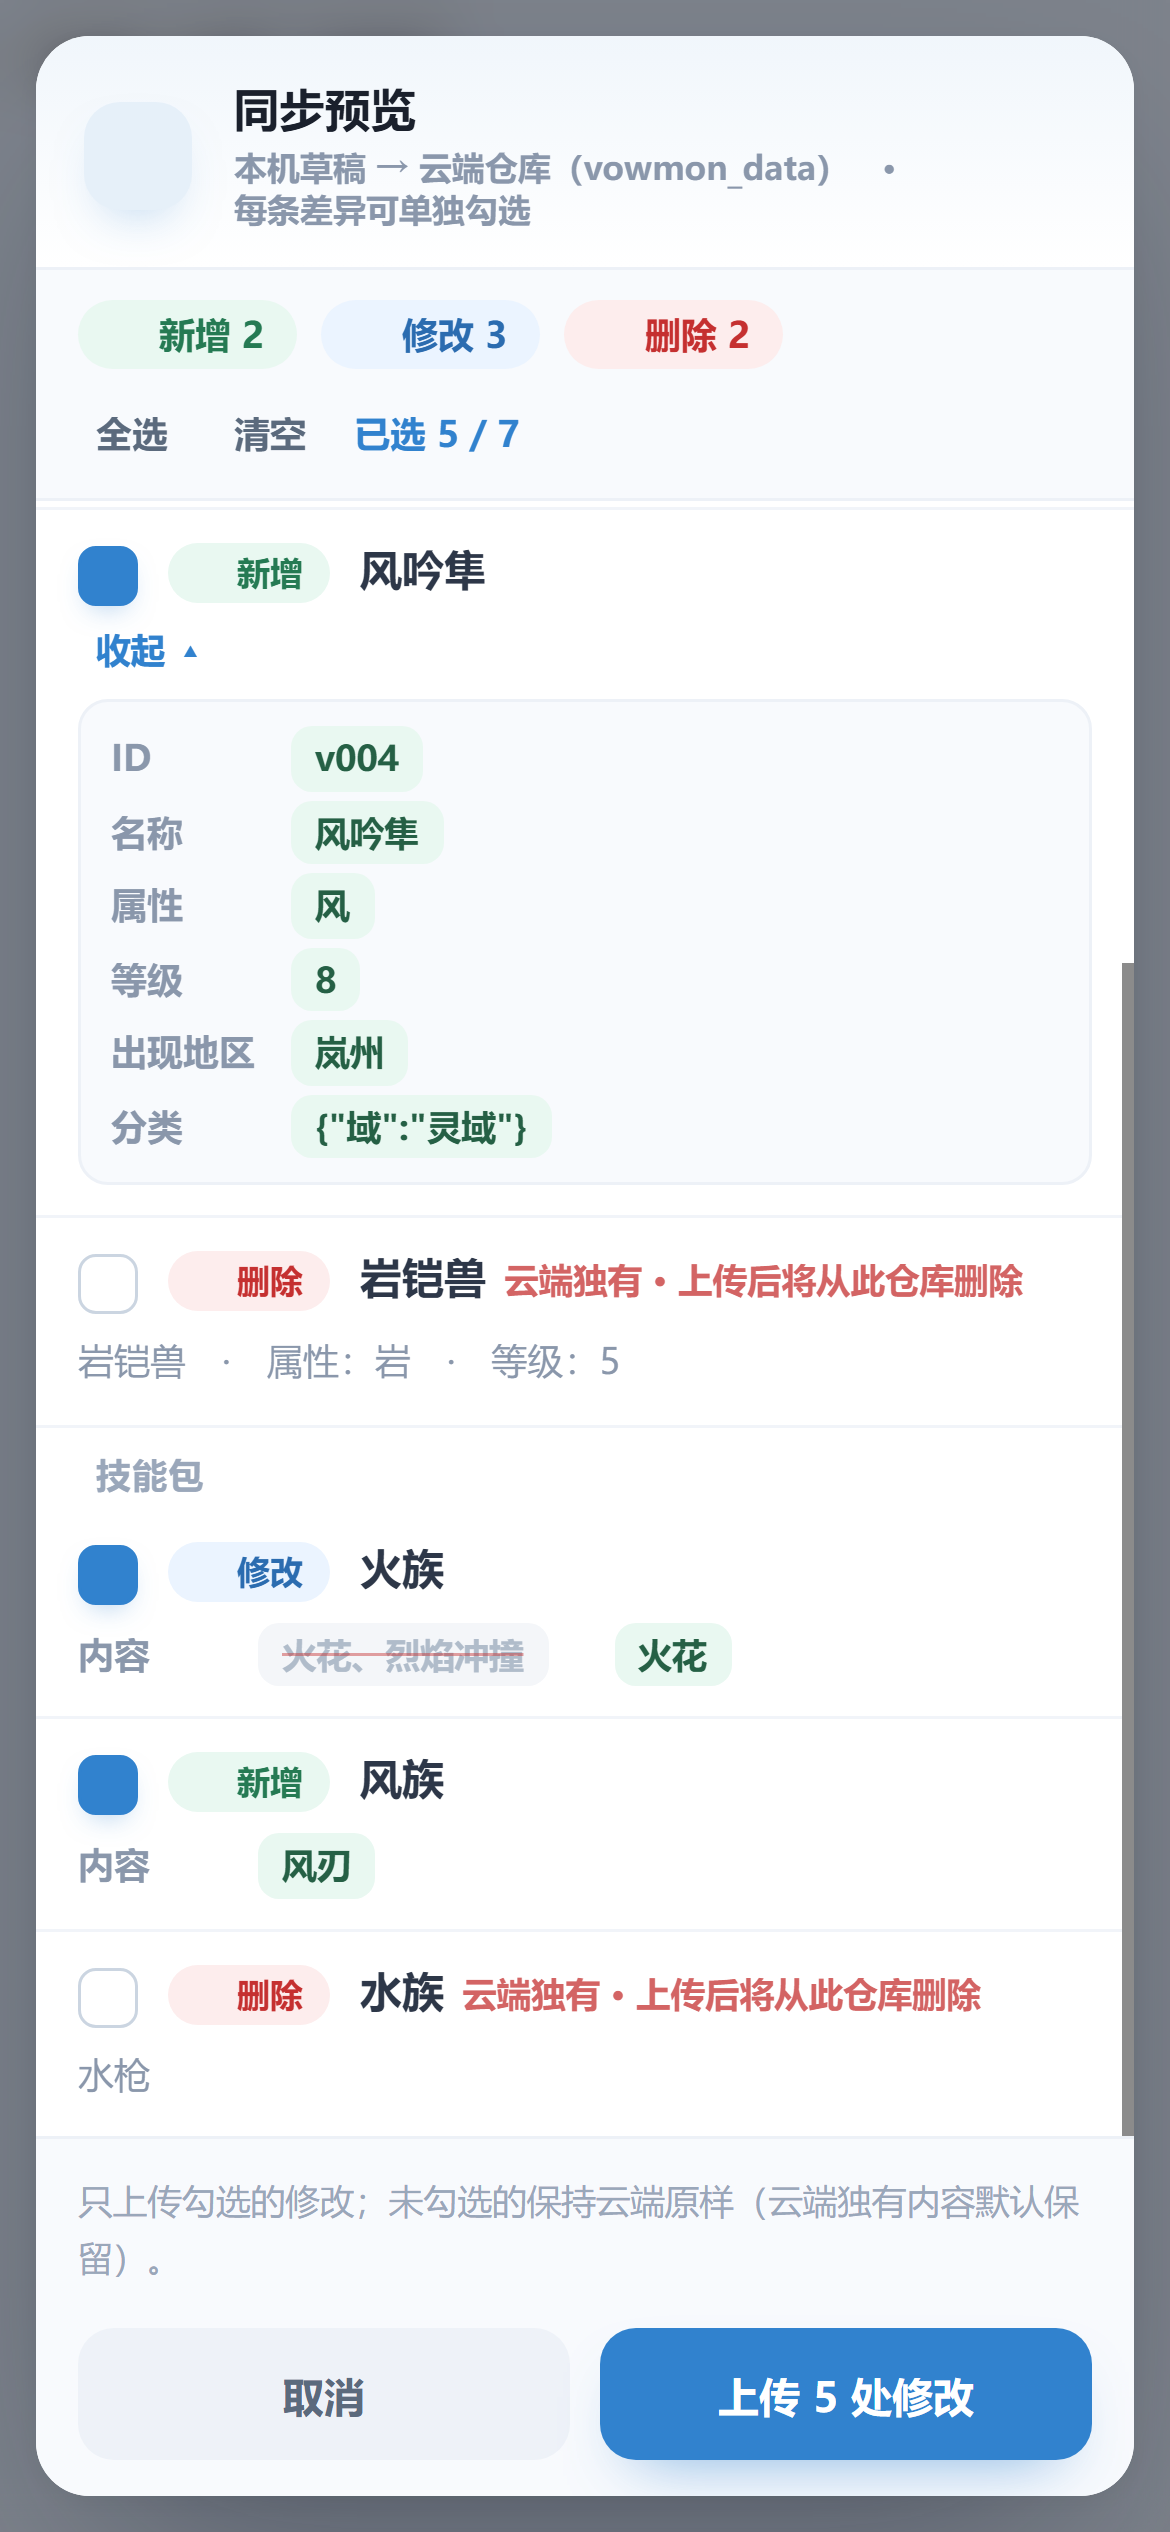 同步预览
本机草稿 → 云端仓库（vowmon_data） •
每条差异可单独勾选
新增 2 修改 3 删除 2
全选 清空 已选 5 / 7
新增 风吟隼
收起 ▲
ID v004
名称 风吟隼
属性 风
等级 8
出现地区 岚州
分类 {"域":"灵域"}
删除 岩铠兽 云端独有 • 上传后将从此仓库删除
岩铠兽 · 属性：岩 · 等级：5
技能包
修改 火族
内容 火花、烈焰冲撞 火花
新增 风族
内容 风刃
删除 水族 云端独有 • 上传后将从此仓库删除
水枪
只上传勾选的修改；未勾选的保持云端原样（云端独有内容默认保
留）。
取消 上传 5 处修改